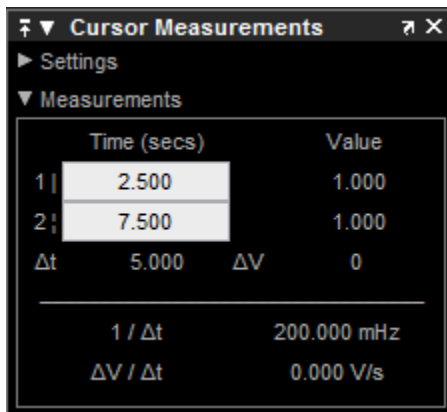 Cursor Measurements
Settings
Measurements
Time (secs) Value
1 | 2.500 1.000
2 ¦ 7.500 1.000
Δt 5.000 ΔV 0
1 / Δt 200.000 mHz
ΔV / Δt 0.000 V/s